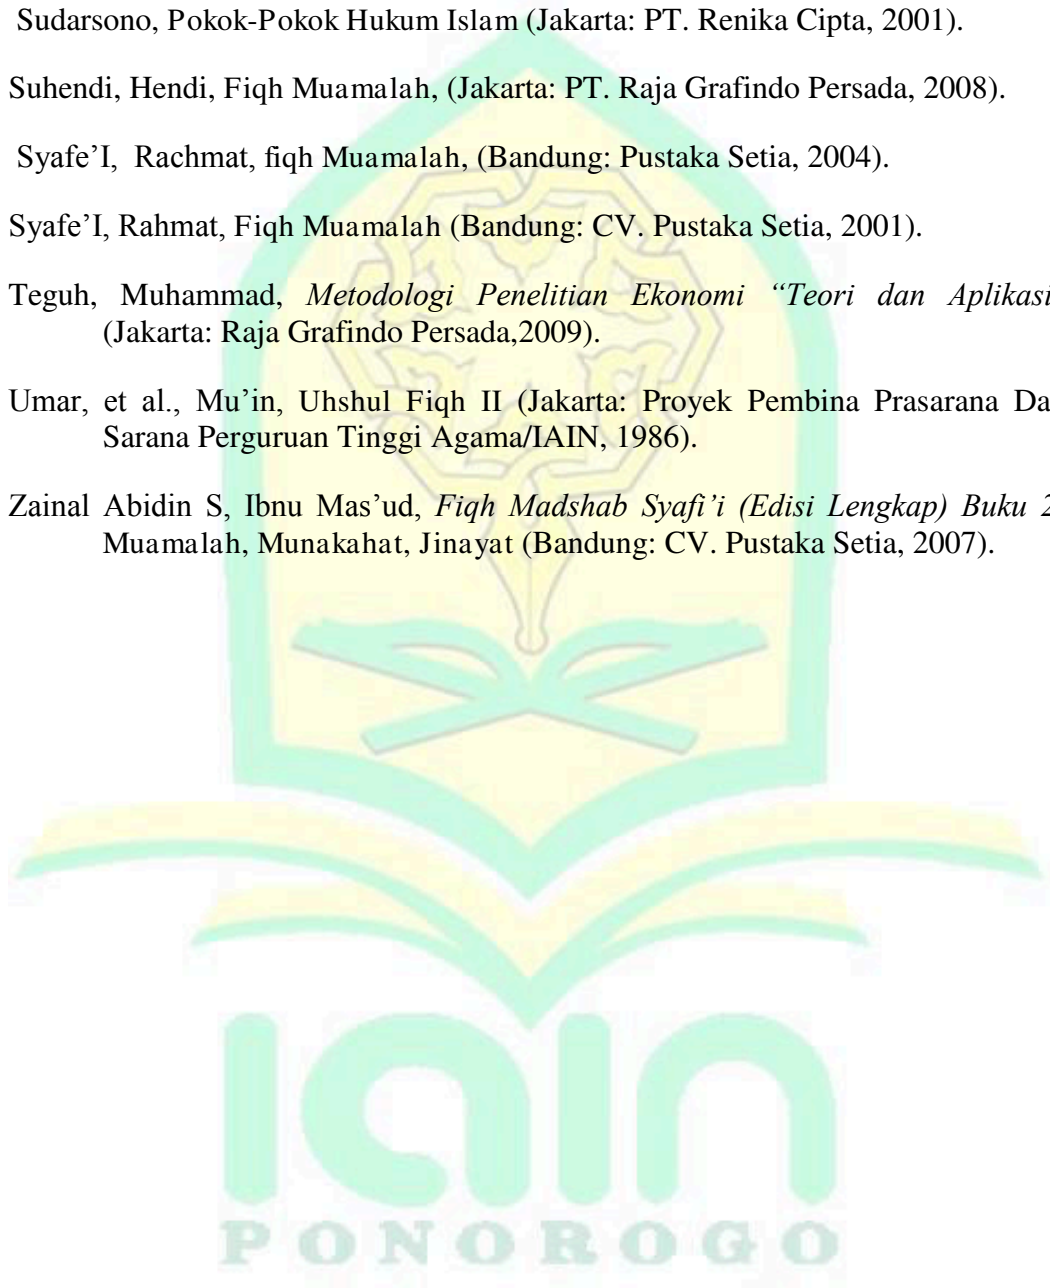 Sudarsono, Pokok-Pokok Hukum Islam (Jakarta: PT. Renika Cipta, 2001).
Suhendi, Hendi, Fiqh Muamalah, (Jakarta: PT. Raja Grafindo Persada, 2008).
Syafe’I, Rachmat, fiqh Muamalah, (Bandung: Pustaka Setia, 2004).
Syafe’I, Rahmat, Fiqh Muamalah (Bandung: CV. Pustaka Setia, 2001).
Teguh, Muhammad, Metodologi Penelitian Ekonomi “Teori dan Aplikasi
(Jakarta: Raja Grafindo Persada,2009).
Umar, et al., Mu’in, Uhshul Fiqh II (Jakarta: Proyek Pembina Prasarana Da
Sarana Perguruan Tinggi Agama/IAIN, 1986).
Zainal Abidin S, Ibnu Mas’ud, Fiqh Madshab Syafi’i (Edisi Lengkap) Buku 2
Muamalah, Munakahat, Jinayat (Bandung: CV. Pustaka Setia, 2007).
iain
PONOROGO